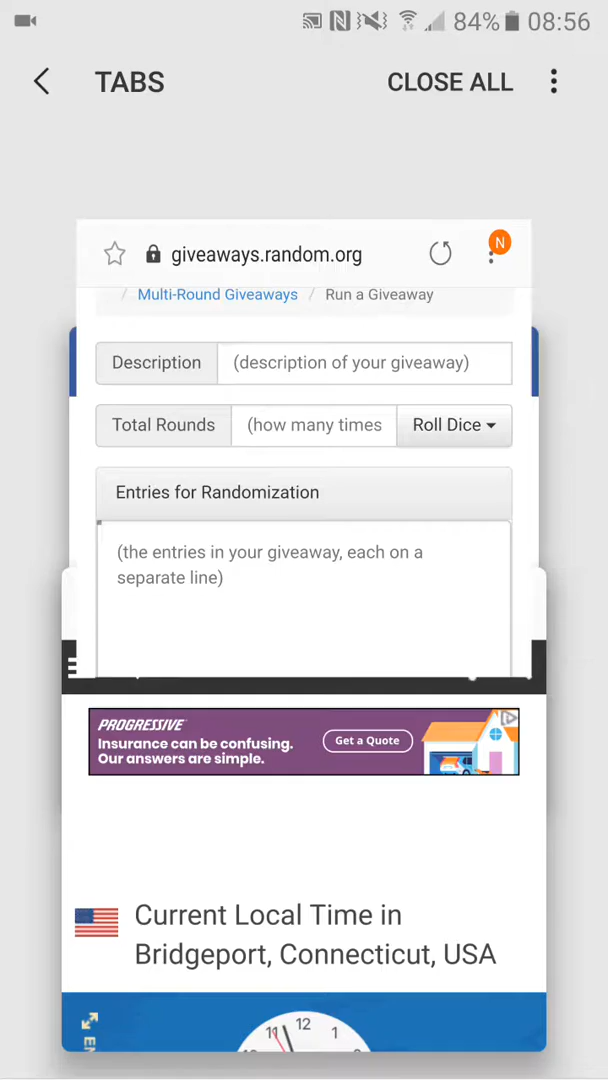 84% 08:56
TABS CLOSE ALL
giveaways.random.org N
/ Multi-Round Giveaways / Run a Giveaway
Description (description of your giveaway)
Total Rounds (how many times Roll Dice
Entries for Randomization
(the entries in your giveaway, each on a
separate line)
PROGRESSIVE
Insurance can be confusing.
Our answers are simple.
Get a Quote
Current Local Time in
Bridgeport, Connecticut, USA
11 12 1